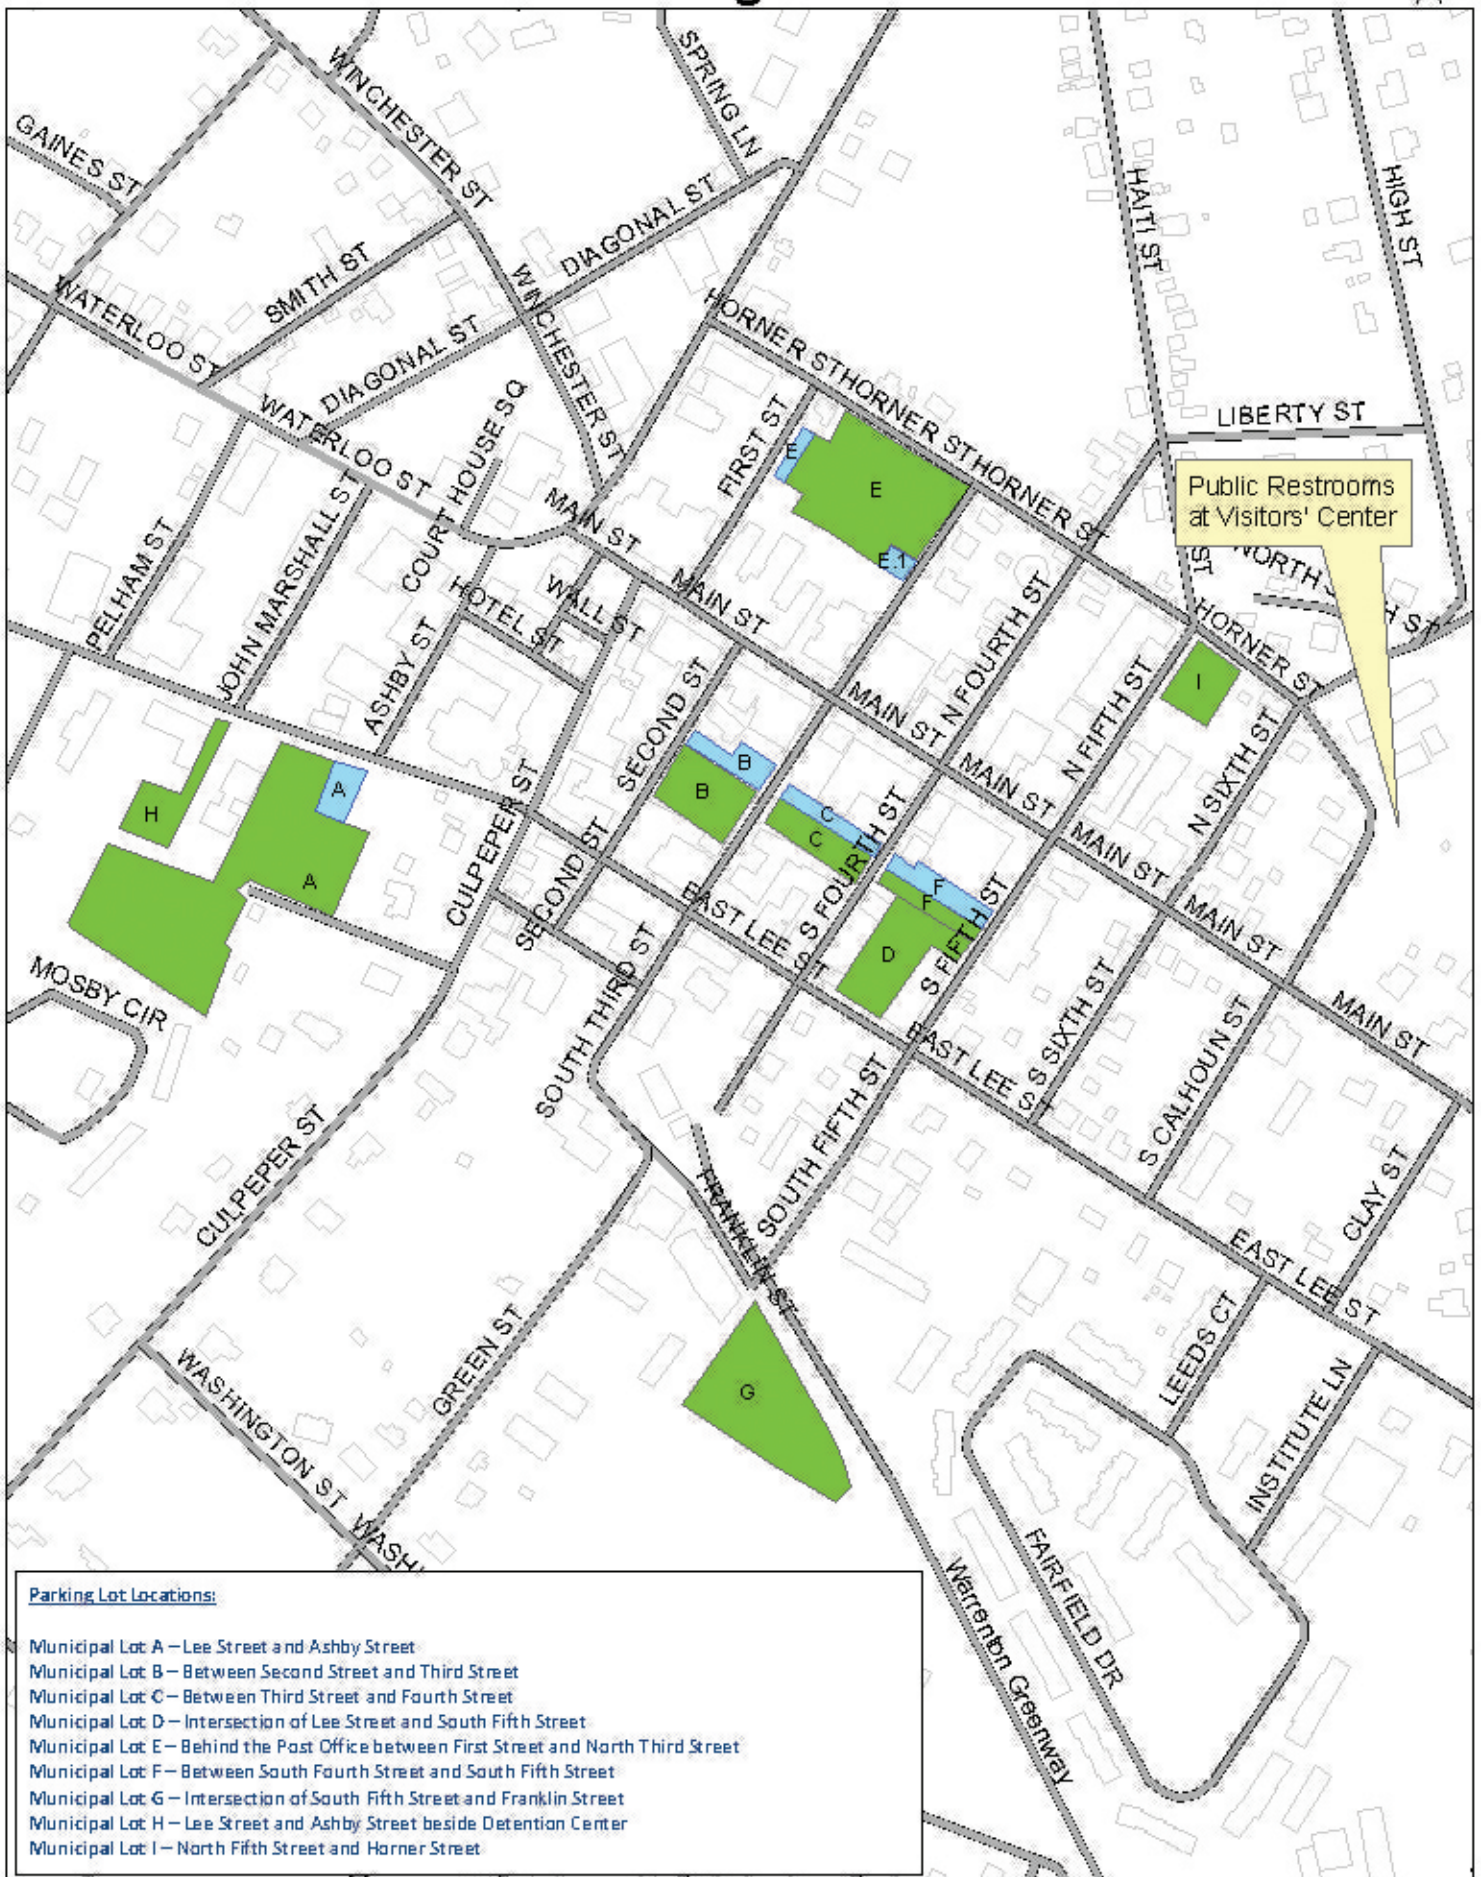 SPRING LN
WINCHESTER ST
GAINES ST
HAITI ST
HIGH ST
DIAGONAL ST
SMITH ST
WINCHESTER ST
WATERLOO ST
HORNER ST
HORNER ST
HORNER ST
DIAGONAL ST
COURT HOUSE SQ
WATERLOO ST
FIRST ST
LIBERTY ST
E
E
E.1
Public Restrooms
at Visitors' Center
MAIN ST
PELHAM ST
JOHN MARSHALL ST
ASHBY ST
HOTEL ST
WALL ST
MAIN ST
N FOURTH ST
ST
HORNER ST
I
SECOND ST
MAIN ST
N FIFTH ST
N SIXTH ST
MAIN ST
H
A
A
B
B
C
C
CULPEPER ST
SECOND ST
S FOURTH ST
EAST LEE ST
F
F
D
S FIFTH ST
MAIN ST
MAIN ST
MAIN ST
MOSBY CIR
SOUTH THIRD ST
EAST LEE ST
S SIXTH ST
S CALHOUN ST
CULPEPER ST
SOUTH FIFTH ST
FRANKLIN ST
CLAY ST
EAST LEE ST
LEEDS CT
GREEN ST
WASHINGTON ST
G
INSTITUTE LN
FAIRFIELD DR
Warrenton Greenway
Parking Lot Locations:
Municipal Lot A – Lee Street and Ashby Street
Municipal Lot B – Between Second Street and Third Street
Municipal Lot C – Between Third Street and Fourth Street
Municipal Lot D – Intersection of Lee Street and South Fifth Street
Municipal Lot E – Behind the Post Office between First Street and North Third Street
Municipal Lot F – Between South Fourth Street and South Fifth Street
Municipal Lot G – Intersection of South Fifth Street and Franklin Street
Municipal Lot H – Lee Street and Ashby Street beside Detention Center
Municipal Lot I – North Fifth Street and Horner Street